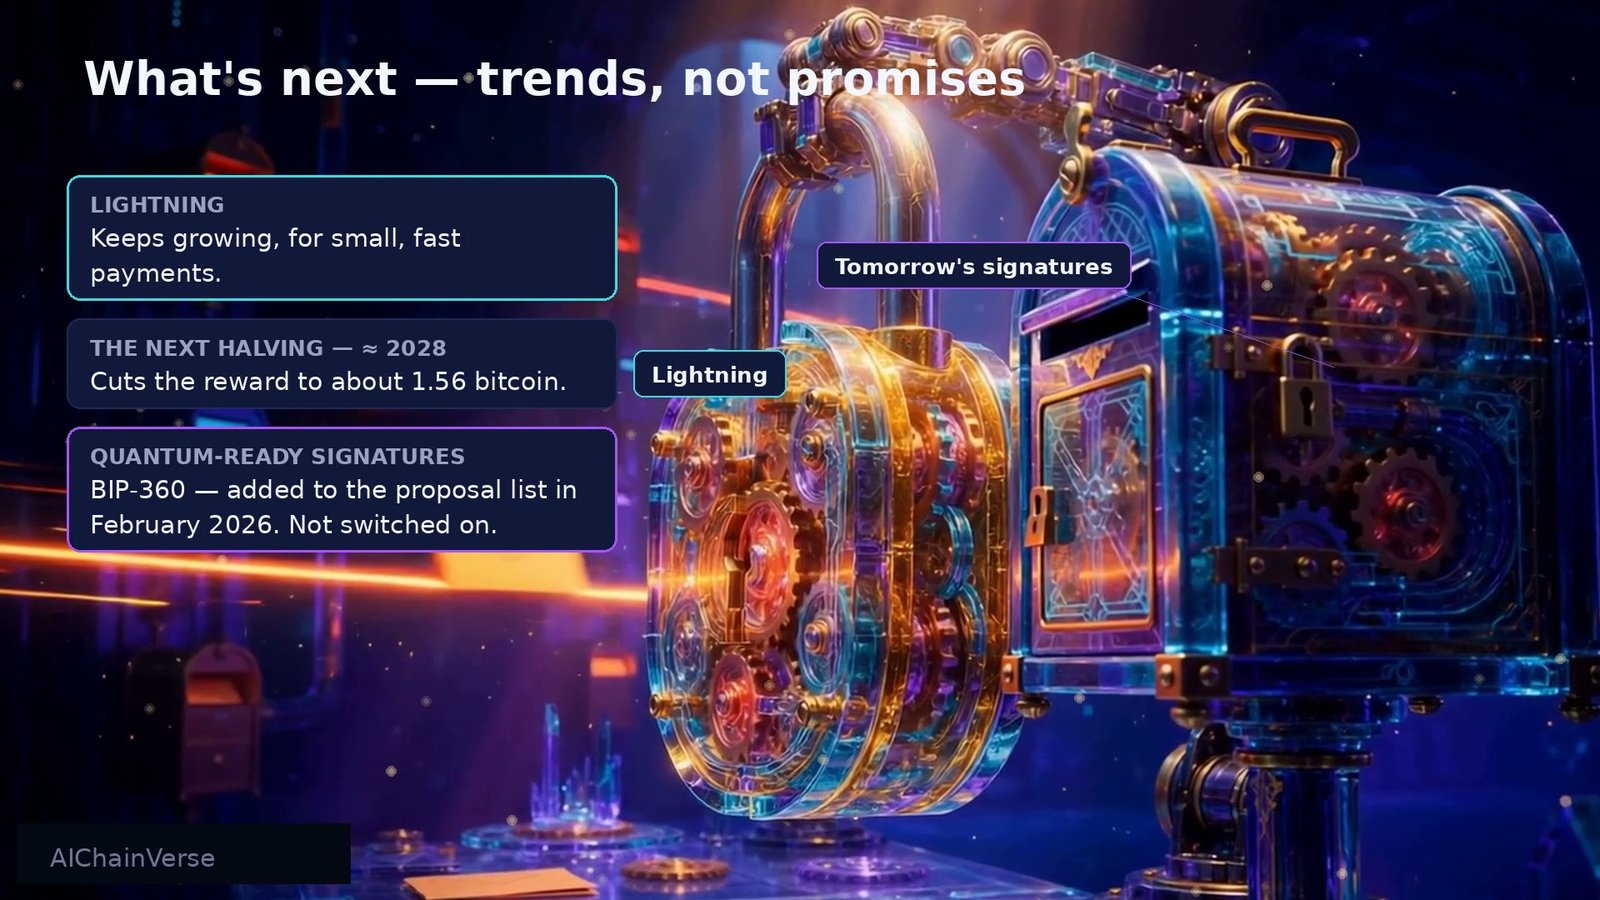 What's next — trends, not promises
LIGHTNING
Keeps growing, for small, fast
payments.
THE NEXT HALVING — ≈ 2028
Cuts the reward to about 1.56 bitcoin.
QUANTUM-READY SIGNATURES
BIP-360 — added to the proposal list in
February 2026. Not switched on.
Tomorrow's signatures
Lightning
AIChainVerse